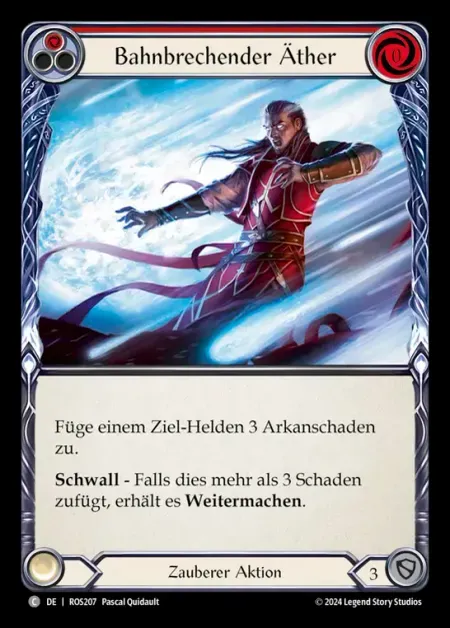 Bahnbrechender Äther
0
Füge einem Ziel-Helden 3 Arkanschaden
zu.
Schwall - Falls dies mehr als 3 Schaden
zufügt, erhält es Weitermachen.
Zauberer Aktion
3
C DE | ROS207 Pascal Quidault
© 2024 Legend Story Studios